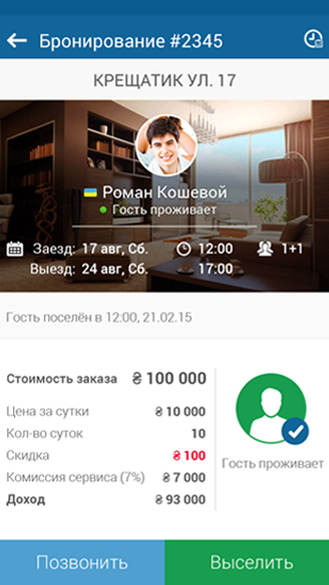 Бронирование #2345
КРЕЩАТИК УЛ. 17
Роман Кошевой
Гость проживает
Заезд: 17 авг, Сб. 12:00 1+1
Выезд: 24 авг, Сб. 17:00
Гость поселён в 12:00, 21.02.15
Стоимость заказа ₴ 100 000
Цена за сутки ₴ 10 000
Кол-во суток 10
Скидка ₴ 100
Комиссия сервиса (7%) ₴ 7 000
Доход ₴ 93 000
Гость проживает
Позвонить Выселить